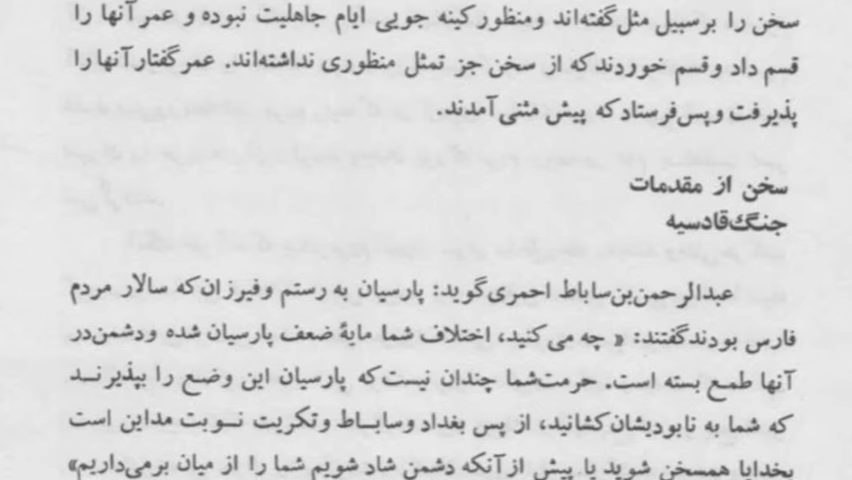 سخن را برسبیل مثل گفته‌اند ومنظور کینه جویی ایام جاهلیت نبوده و عمر آنها را
قسم داد وقسم خوردند که از سخن جز تمثل منظوری نداشته‌اند. عمر گفتار آنها را
پذیرفت وپس فرستاد که پیش مثنی آمدند.
سخن از مقدمات
جنگ قادسیه
عبدالرحمن‌بن‌ساباط احمری‌گوید: پارسیان به رستم وفیرزان که سالار مردم
فارس بودند گفتند: « چه می‌کنید، اختلاف شما مایهٔ ضعف پارسیان شده ودشمن‌در
آنها طمع بسته است. حرمت‌شما چندان نیست که پارسیان این وضع را بپذیرنــد
که شما به نابودیشان‌کشانید، از پس بغداد وساباط وتکریت نوبت مداین است
بخدایا همسخن شوید یا پیش از آنکه دشمن شاد شویم شما را از میان برمی‌داریم»